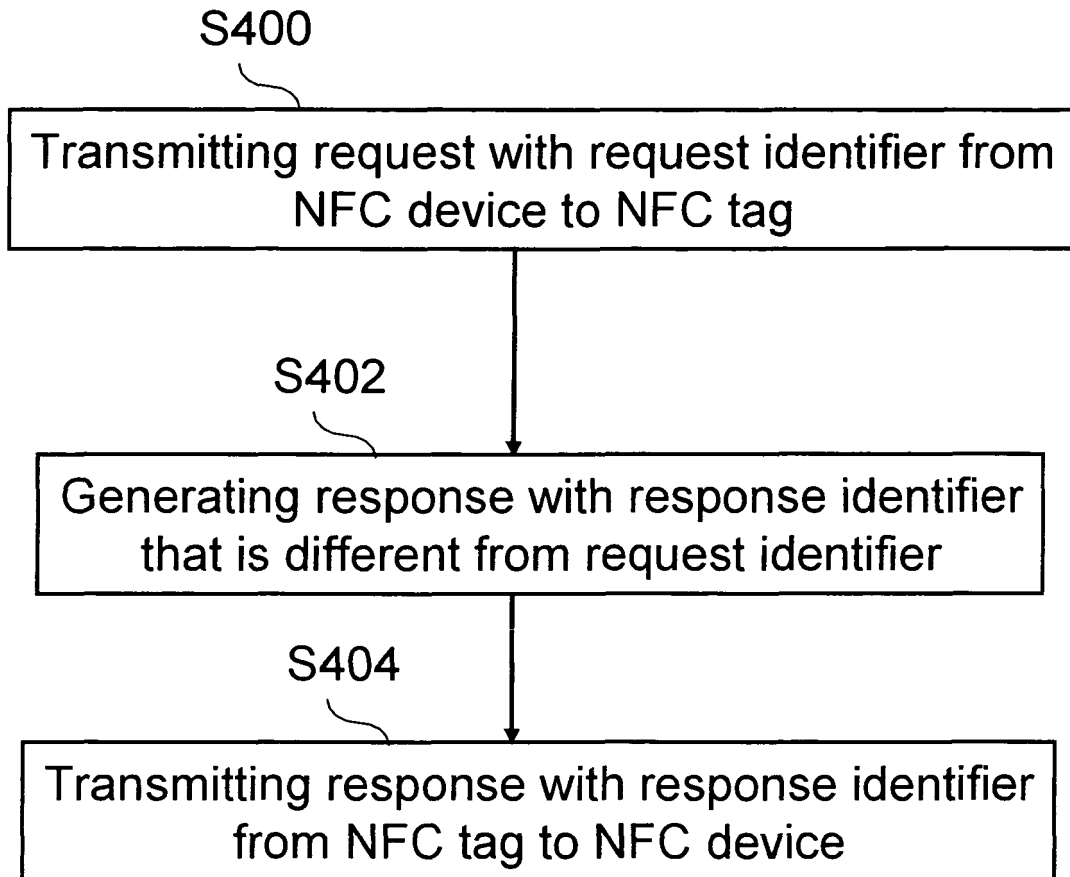 S400
Transmitting request with request identifier from
NFC device to NFC tag
S402
Generating response with response identifier
that is different from request identifier
S404
Transmitting response with response identifier
from NFC tag to NFC device